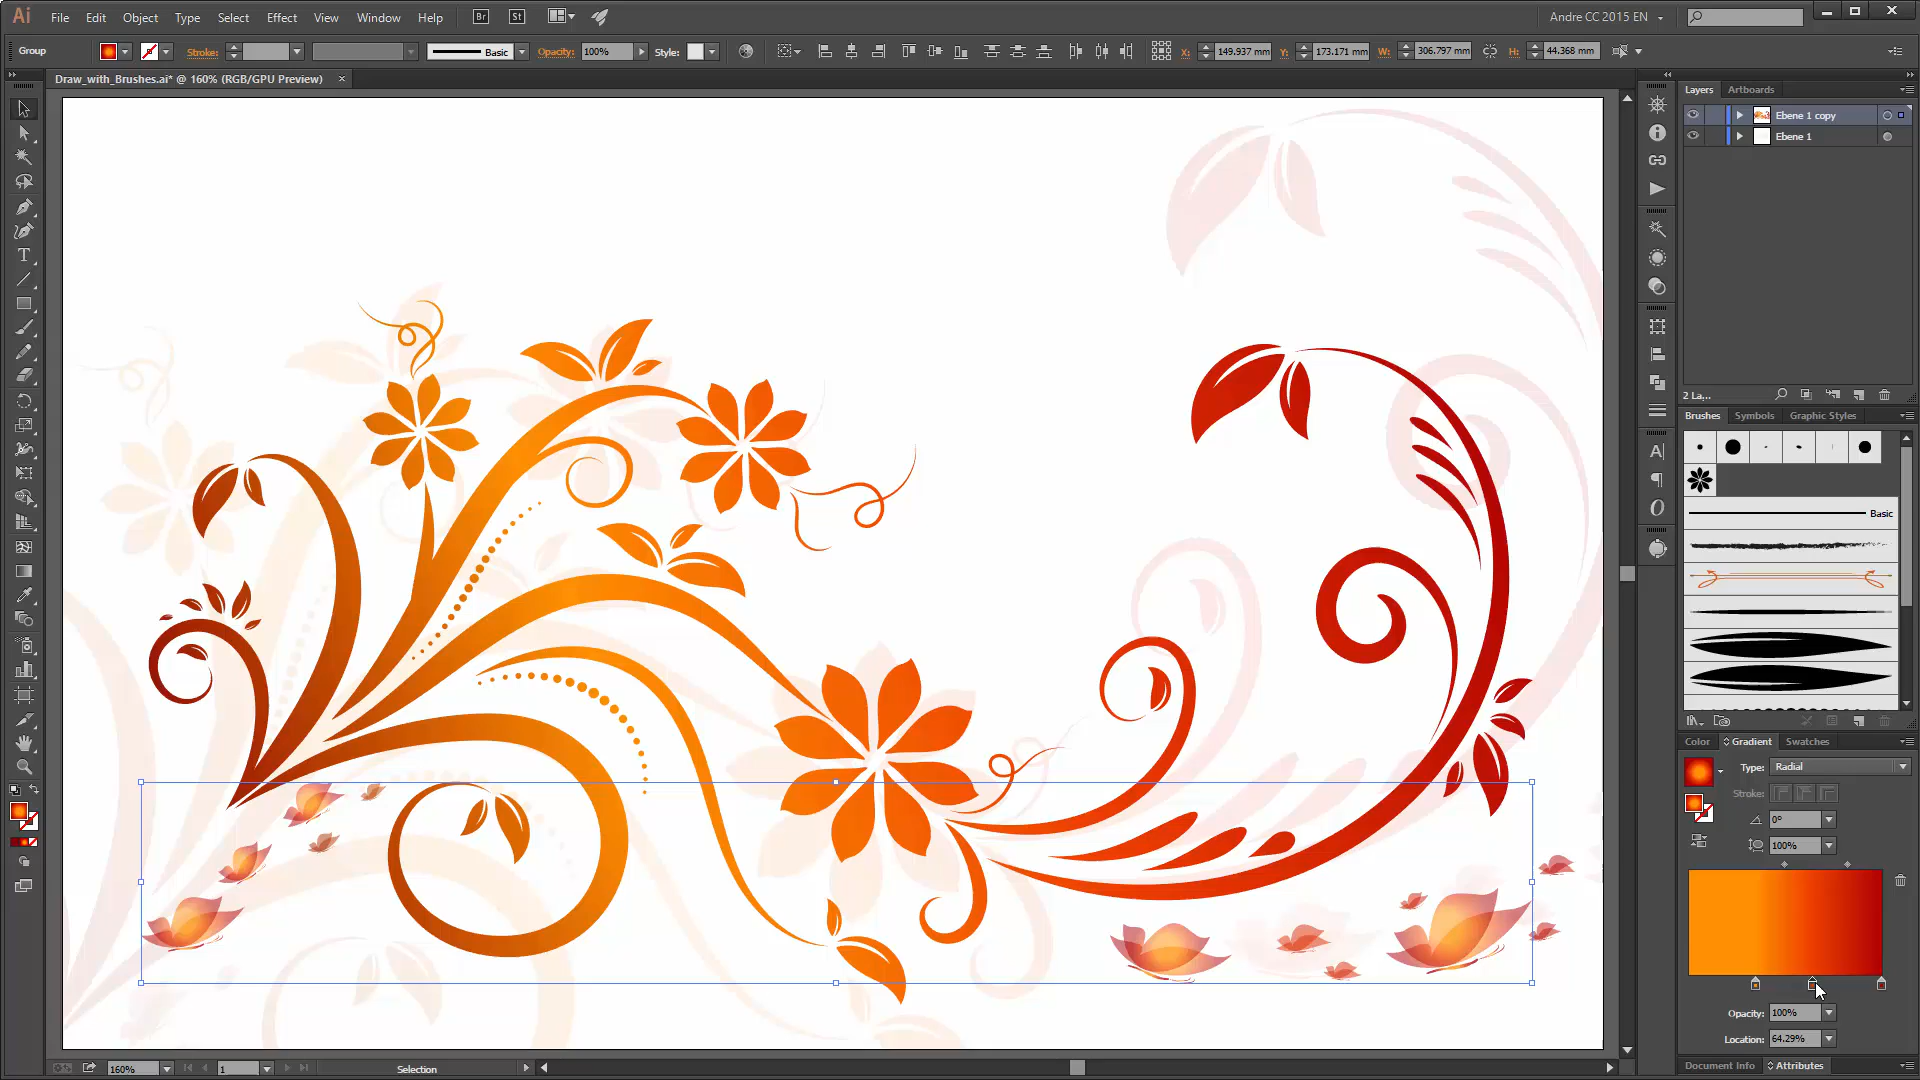 Ai File Edit Object Type Select Effect View Window Help Br St Andre CC 2015 EN
Group Stroke: Basic Opacity: 100% Style: X: 149.937 mm Y: 173.171 mm W: 306.797 mm H: 44.368 mm
Draw_with_Brushes.ai* @ 160% (RGB/GPU Preview)
Layers Artboards
Ebene 1 copy
Ebene 1
2 La...
Brushes Symbols Graphic Styles
Basic
Color Gradient Swatches
Type: Radial
Stroke:
0°
100%
Opacity: 100%
Location: 64.29%
Document Info Attributes
160% 1 Selection